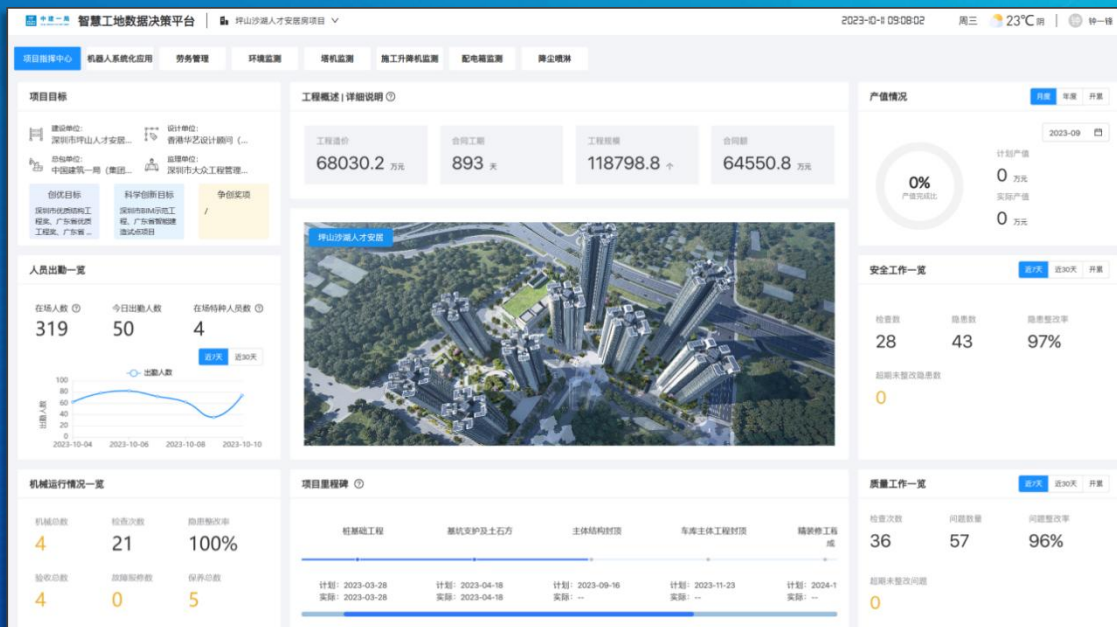 中建一局 智慧工地数据决策平台 坪山沙湖人才安居房项目
2023-10-11 09:08:02 周三 23℃ 阴 钟一锋
项目指挥中心 机器人系统化应用 劳务管理 环境监测 塔机监测 施工升降机监测 配电箱监测 降尘喷淋
项目目标
建设单位:
深圳市坪山人才安居...
设计单位:
香港华艺设计顾问 (...
总包单位:
中国建筑一局 (集团...
监理单位:
深圳市大众工程管理...
创优目标
深圳市优质结构工
程奖、广东省优质
工程奖、广东省 ...
科学创新目标
深圳市BIM示范工
程、广东省智能建
造试点项目
争创奖项
/
工程概述 | 详细说明
工程造价
68030.2 万元
合同工期
893 天
工程规模
118798.8 个
合同额
64550.8 万元
坪山沙湖人才安居
产值情况
月度 年度 开累
2023-09
0%
产值完成比
计划产值
0 万元
实际产值
0 万元
人员出勤一览
在场人数
319
今日出勤人数
50
在场特种人员数
4
近7天 近30天
出勤人数
出勤人数
100
80
60
40
20
0
2023-10-04 2023-10-06 2023-10-08 2023-10-10
安全工作一览
近7天 近30天 开累
检查数
28
隐患数
43
隐患整改率
97%
超期未整改隐患数
0
机械运行情况一览
机械总数
4
检查次数
21
隐患整改率
100%
验收总数
4
故障报修数
0
保养总数
5
项目里程碑
桩基础工程 基坑支护及土石方 主体结构封顶 车库主体工程封顶 精装修工程
成
计划: 2023-03-28 计划: 2023-04-18 计划: 2023-09-16 计划: 2023-11-23 计划: 2024-1
实际: 2023-03-28 实际: 2023-04-18 实际: -- 实际: -- 实际: --
质量工作一览
近7天 近30天 开累
检查次数
36
问题数量
57
问题整改率
96%
超期未整改问题
0